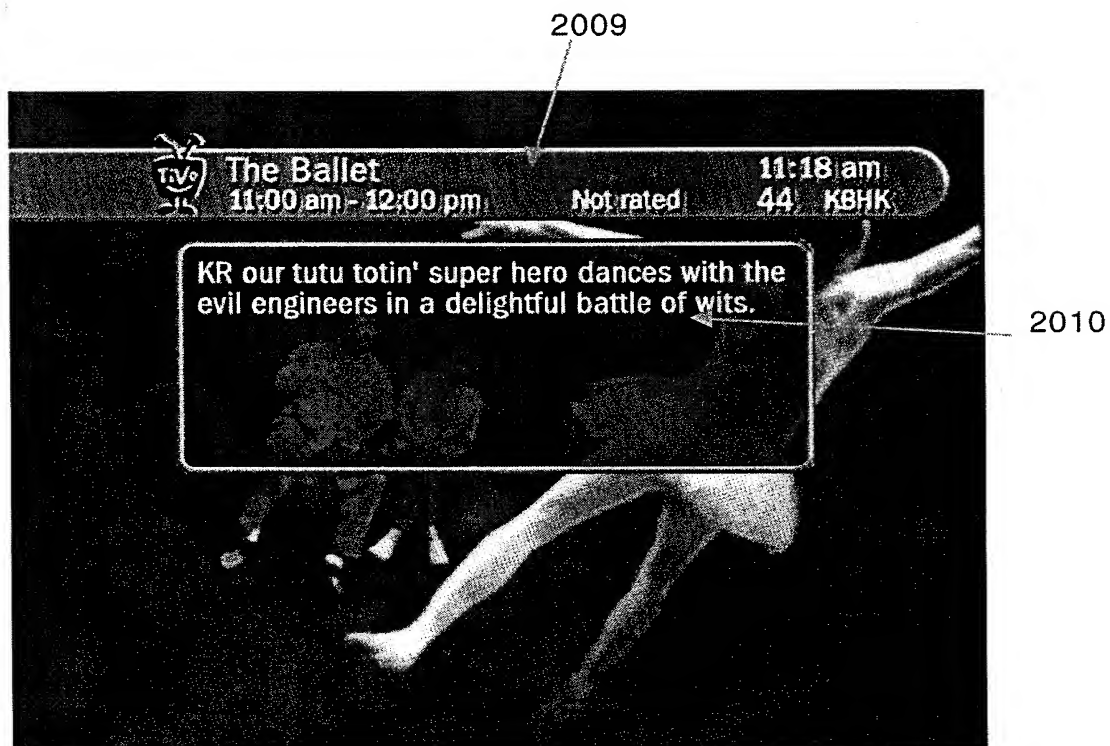 2009
TiVo The Ballet 11:18 am
11:00 am - 12:00 pm Not rated 44 KBHK
KR our tutu totin' super hero dances with the
evil engineers in a delightful battle of wits.
2010